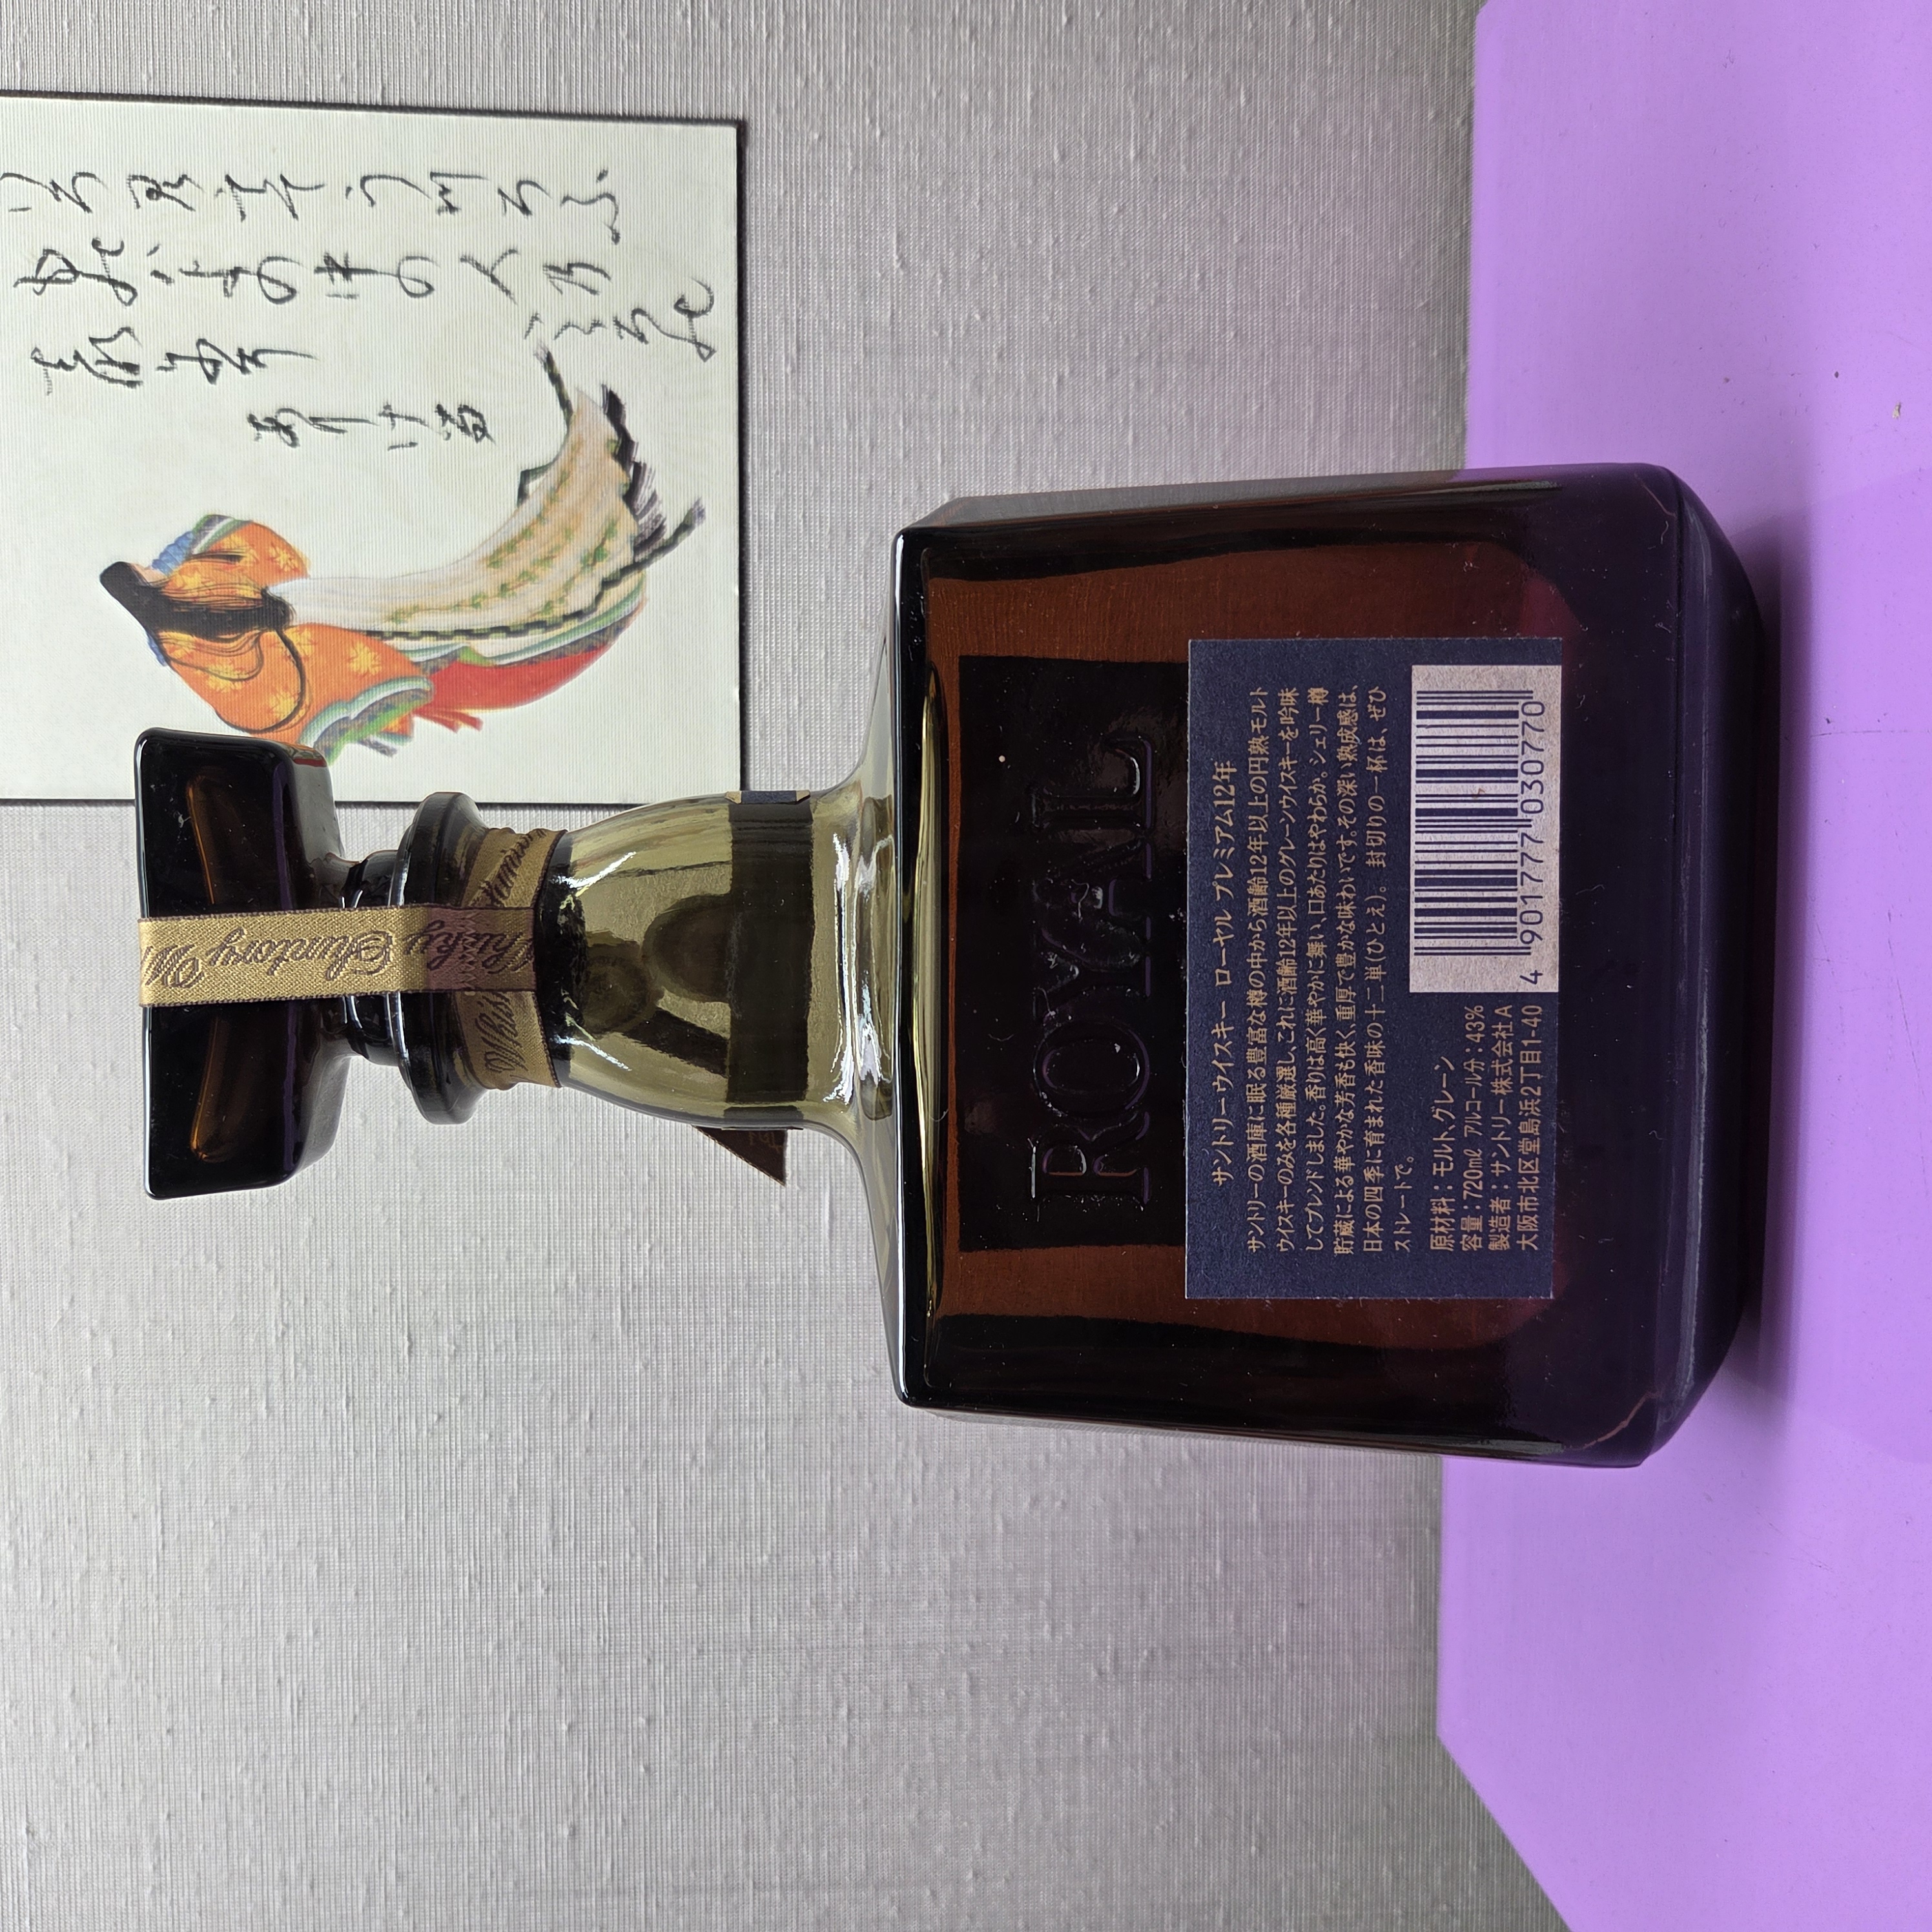 Suntory Whisky
ROYAL
サントリーウイスキー ローヤル プレミアム12年
サントリーの酒庫に眠る豊富な樽の中から酒齢12年以上の円熟モルト
ウイスキーのみを各種厳選し、これに酒齢12年以上のグレーンウイスキーを吟味
してブレンドしました。香りは高く華やかに舞い、口あたりはやわらか。シェリー樽
貯蔵による華やかな芳香も快く、重厚で豊かな味わいです。その深い熟成感は、
日本の四季に育まれた香味の十二単(ひとえ)。 封切りの一杯は、ぜひ
ストレートで。
原材料：モルト、グレーン
容量：720ml アルコール分：43%
製造者：サントリー株式会社 A
大阪市北区堂島浜2丁目1-40
4 901777 030770